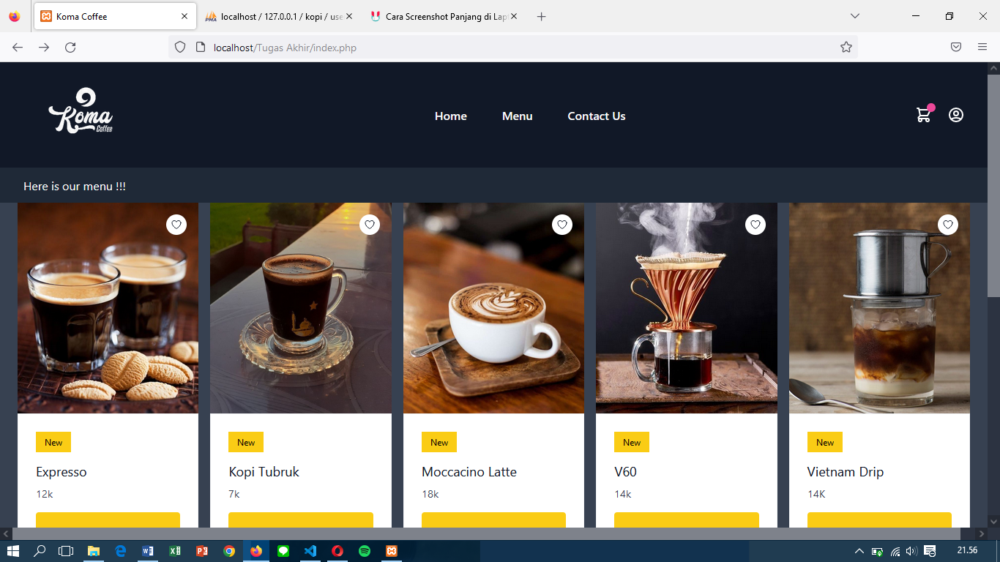 Koma Coffee
localhost / 127.0.0.1 / kopi / use
Cara Screenshot Panjang di Lap
localhost/Tugas Akhir/index.php
Koma
Coffee
Home Menu Contact Us
Here is our menu !!!
New New New New New
Expresso Kopi Tubruk Moccacino Latte V60 Vietnam Drip
12k 7k 18k 14k 14K
21.56